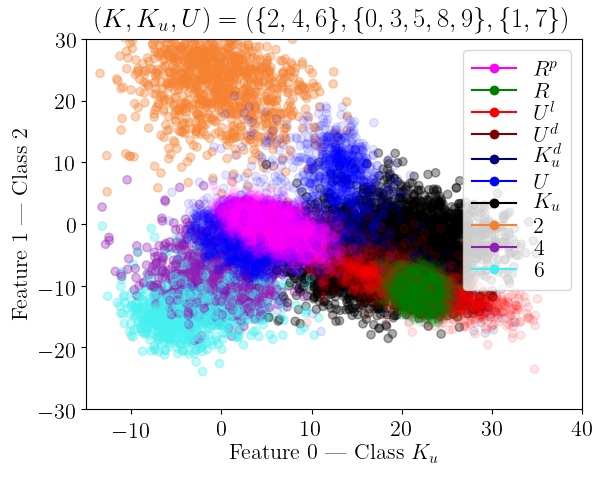 (K, K_u, U) = ({2, 4, 6}, {0, 3, 5, 8, 9}, {1, 7})
30
20
10
0
−10
−20
−30
Feature 1 — Class 2
R^p
R
U^l
U^d
K_u^d
U
K_u
2
4
6
−10
0
10
20
30
40
Feature 0 — Class K_u